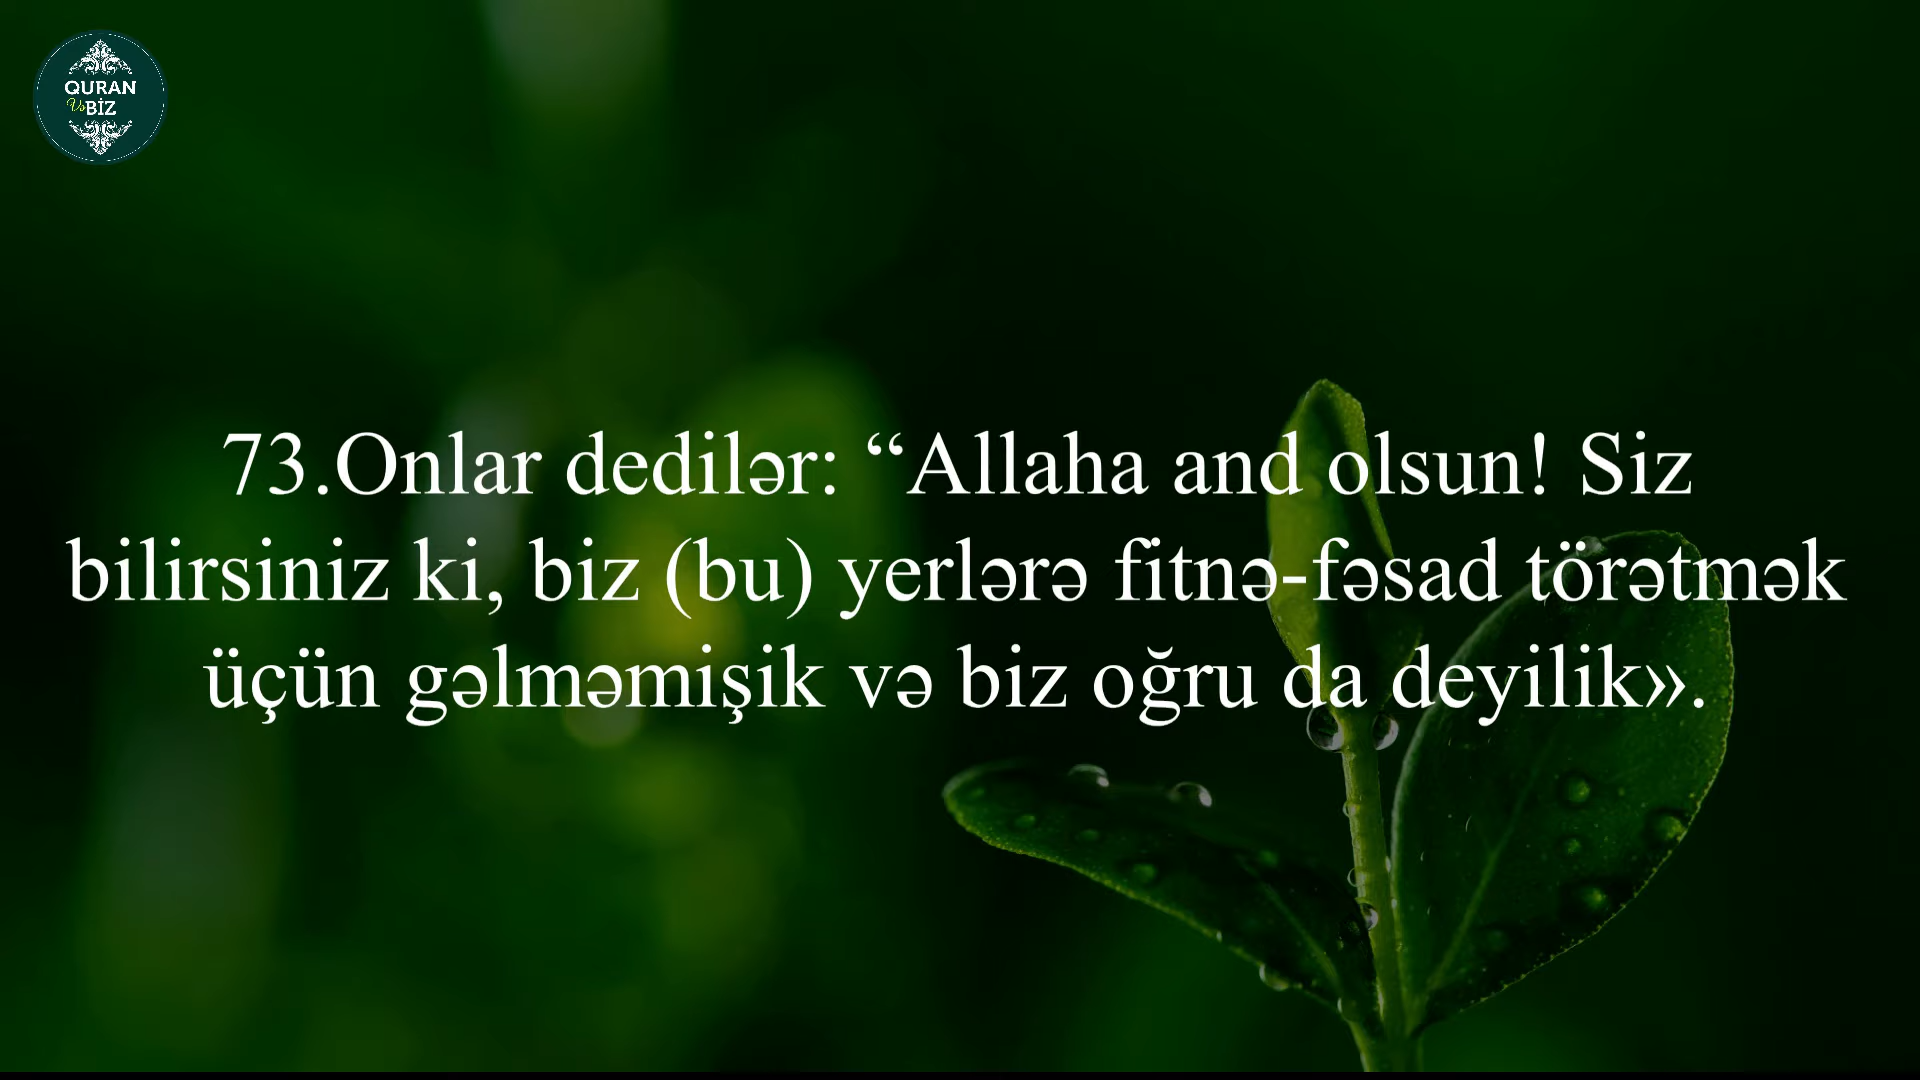 QURAN
Və BİZ
73.Onlar dedilər: “Allaha and olsun! Siz
bilirsiniz ki, biz (bu) yerlərə fitnə-fəsad törətmək
üçün gəlməmişik və biz oğru da deyilik».